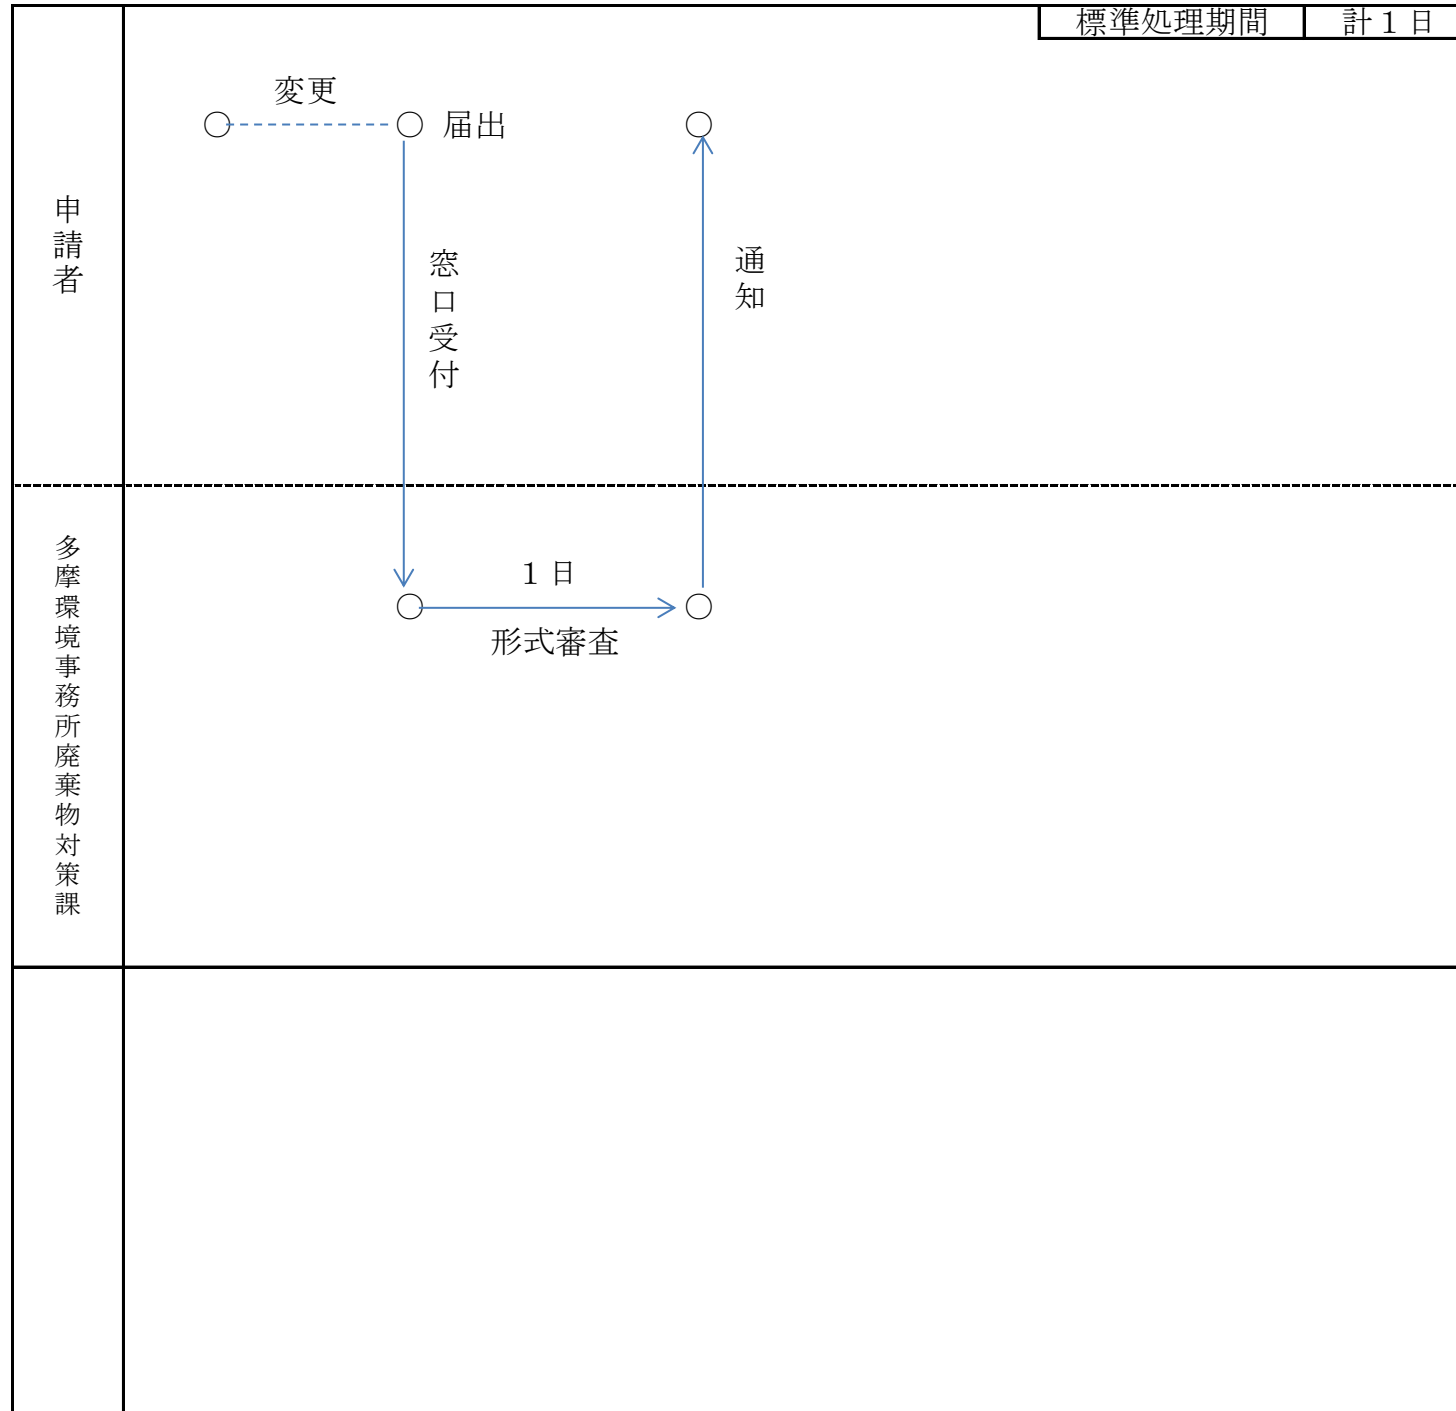 標準処理期間
計１日
申請者
変更
届出
窓口受付
通知
多摩環境事務所廃棄物対策課
１日
形式審査